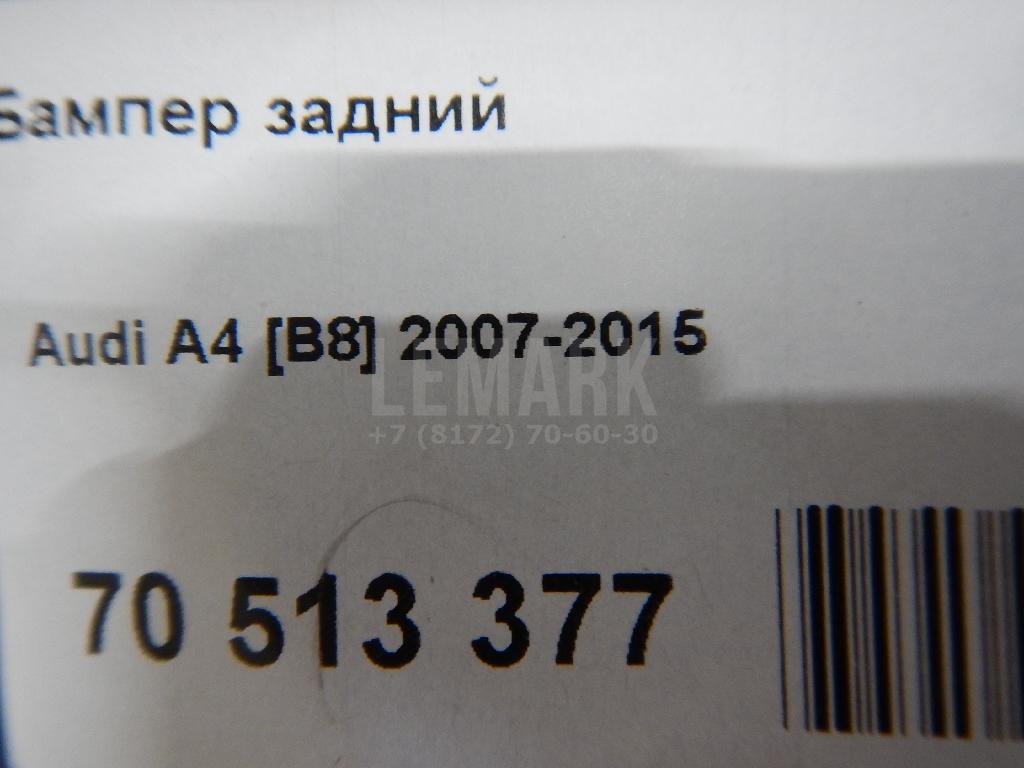 Бампер задний
Audi A4 [B8] 2007-2015
LEMARK
+7 (8172) 70-60-30
70 513 377